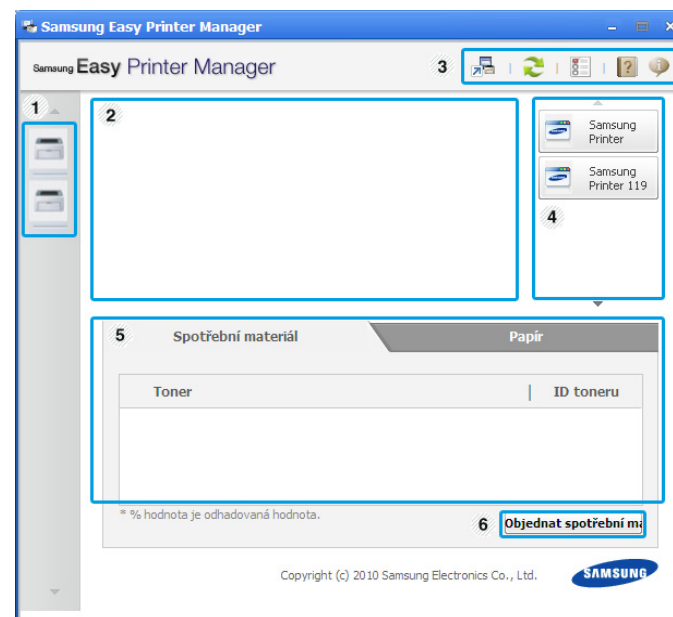 Samsung Easy Printer Manager
Samsung Easy Printer Manager
3
1
2
Samsung
Printer
Samsung
Printer 119
4
5 Spotřební materiál Papír
Toner ID toneru
* % hodnota je odhadovaná hodnota.
6 Objednat spotřební ma
Copyright (c) 2010 Samsung Electronics Co., Ltd. SAMSUNG